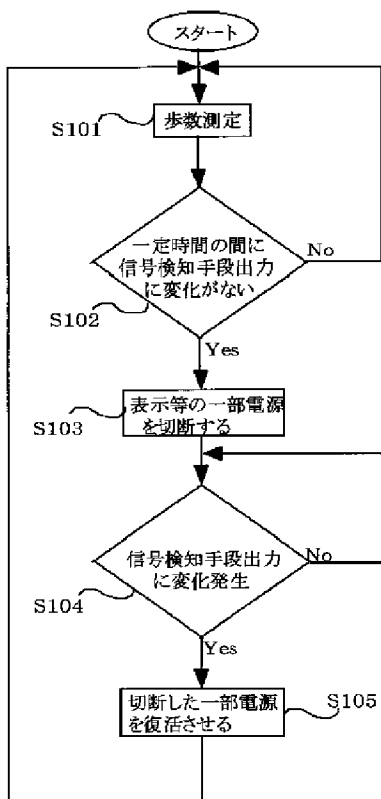 スタート
S101
歩数測定
一定時間の間に
信号検知手段出力
に変化がない
No
S102
Yes
表示等の一部電源
を切断する
S103
信号検知手段出力
に変化発生
No
S104
Yes
切断した一部電源
を復活させる
S105